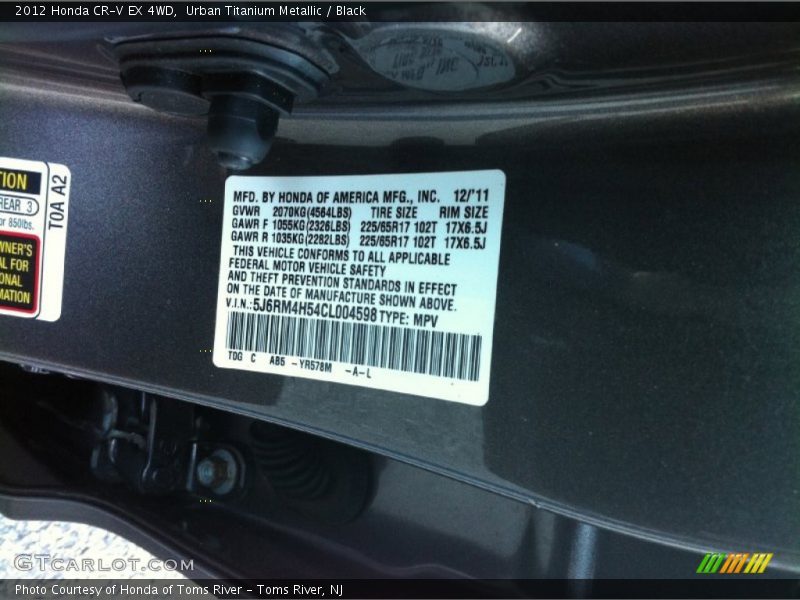 2012 Honda CR-V EX 4WD, Urban Titanium Metallic / Black
TION
REAR 3
or 850lbs.
OWNER'S
AL FOR
ONAL
MATION
T0A A2
MFD. BY HONDA OF AMERICA MFG., INC. 12/'11
GVWR 2070KG(4564LBS) TIRE SIZE RIM SIZE
GAWR F 1055KG(2326LBS) 225/65R17 102T 17X6.5J
GAWR R 1035KG(2282LBS) 225/65R17 102T 17X6.5J
THIS VEHICLE CONFORMS TO ALL APPLICABLE
FEDERAL MOTOR VEHICLE SAFETY
AND THEFT PREVENTION STANDARDS IN EFFECT
ON THE DATE OF MANUFACTURE SHOWN ABOVE.
V.I.N.:5J6RM4H54CL004598 TYPE: MPV
TDG C AB5 -YR578M -A-L
GTCARLOT.COM
Photo Courtesy of Honda of Toms River - Toms River, NJ